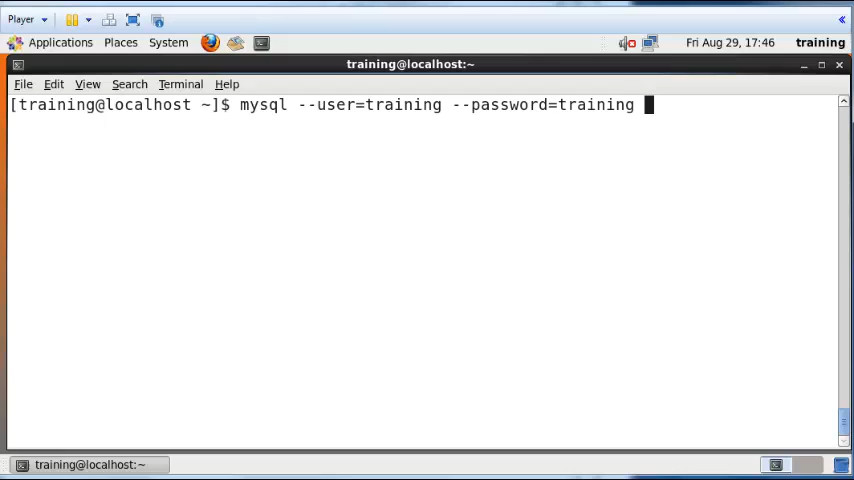 Player
Applications Places System Fri Aug 29, 17:46 training
training@localhost:~
File Edit View Search Terminal Help
[training@localhost ~]$ mysql --user=training --password=training
training@localhost:~